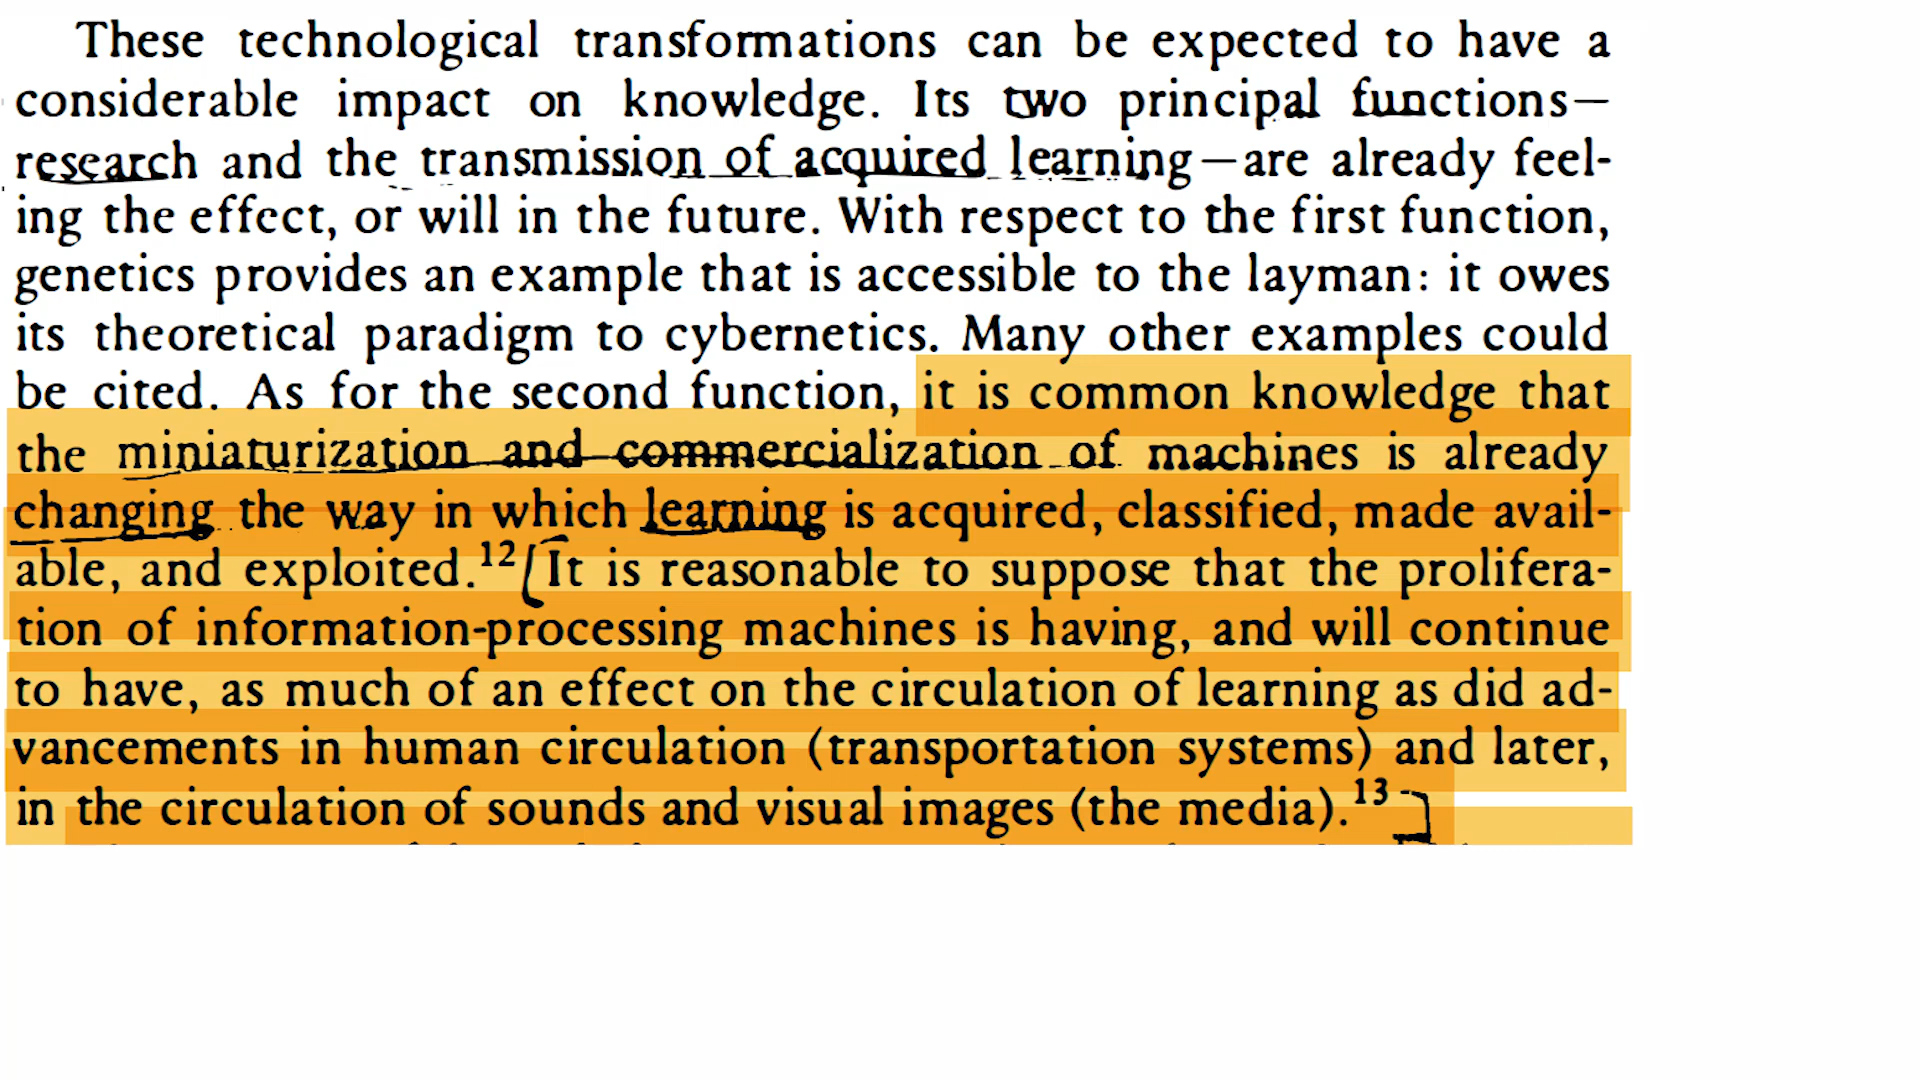 These technological transformations can be expected to have a
considerable impact on knowledge. Its two principal functions—
research and the transmission of acquired learning—are already feel-
ing the effect, or will in the future. With respect to the first function,
genetics provides an example that is accessible to the layman: it owes
its theoretical paradigm to cybernetics. Many other examples could
be cited. As for the second function, it is common knowledge that
the miniaturization and commercialization of machines is already
changing the way in which learning is acquired, classified, made avail-
able, and exploited.12 [It is reasonable to suppose that the prolifera-
tion of information-processing machines is having, and will continue
to have, as much of an effect on the circulation of learning as did ad-
vancements in human circulation (transportation systems) and later,
in the circulation of sounds and visual images (the media).13]